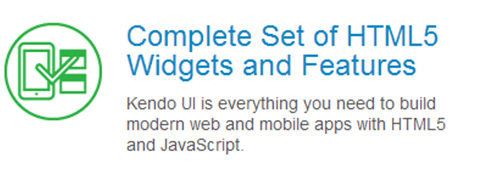 Complete Set of HTML5
Widgets and Features
Kendo UI is everything you need to build
modern web and mobile apps with HTML5
and JavaScript.